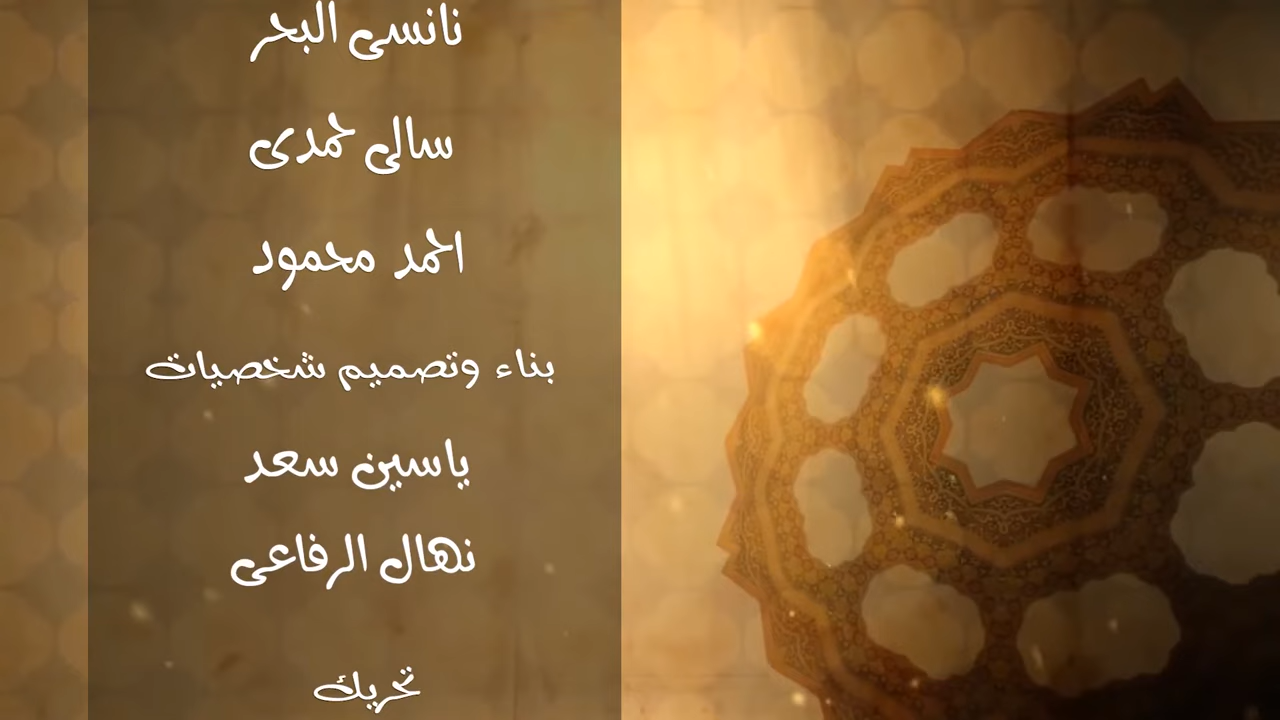 نانسى البحر
سالى حمدى
احمد محمود
بناء وتصميم شخصيات
ياسين سعد
نهال الرفاعى
تحريك